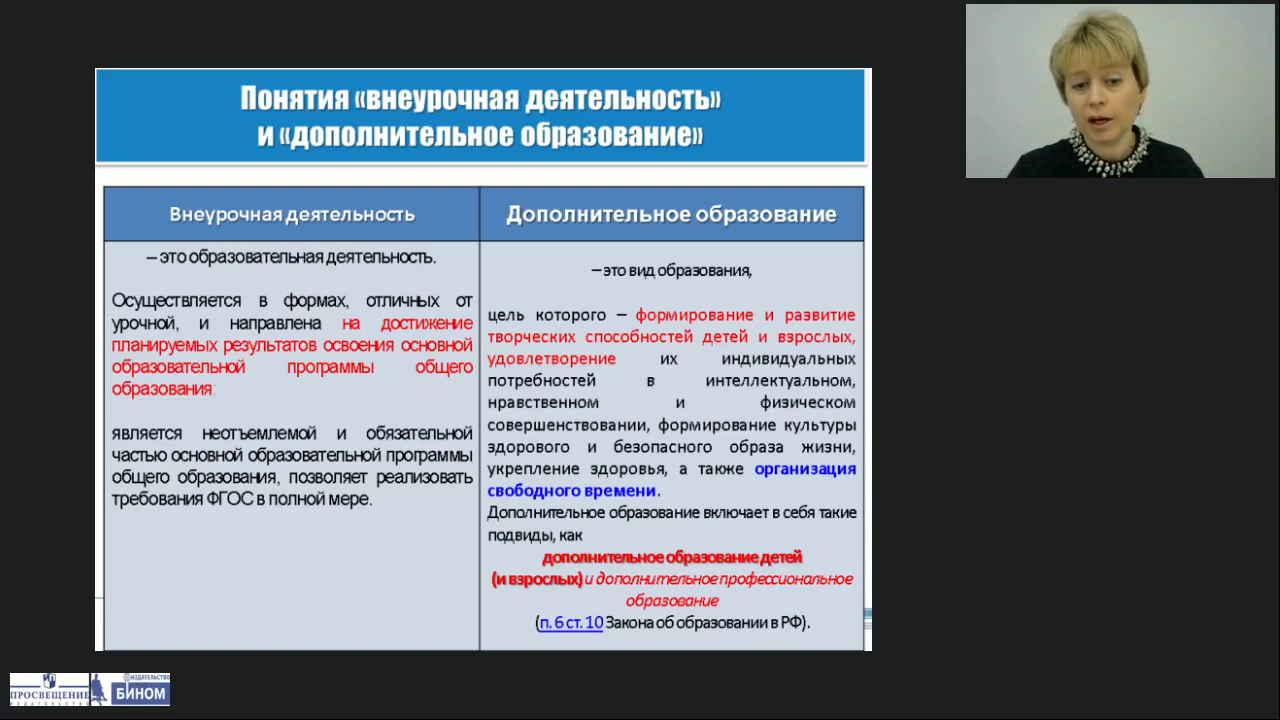 Понятия «внеурочная деятельность»
и «дополнительное образование»
Внеурочная деятельность
– это образовательная деятельность.
Осуществляется в формах, отличных от
урочной, и направлена на достижение
планируемых результатов освоения основной
образовательной программы общего
образования;
является неотъемлемой и обязательной
частью основной образовательной программы
общего образования, позволяет реализовать
требования ФГОС в полной мере.
Дополнительное образование
– это вид образования,
цель которого – формирование и развитие
творческих способностей детей и взрослых,
удовлетворение их индивидуальных
потребностей в интеллектуальном,
нравственном и физическом
совершенствовании, формирование культуры
здорового и безопасного образа жизни,
укрепление здоровья, а также организация
свободного времени.
Дополнительное образование включает в себя такие
подвиды, как
дополнительное образование детей
(и взрослых) и дополнительное профессиональное
образование
(п. 6 ст. 10 Закона об образовании в РФ).
ПРОСВЕЩЕНИЕ
ИЗДАТЕЛЬСТВО
ИЗДАТЕЛЬСТВО
БИНОМ